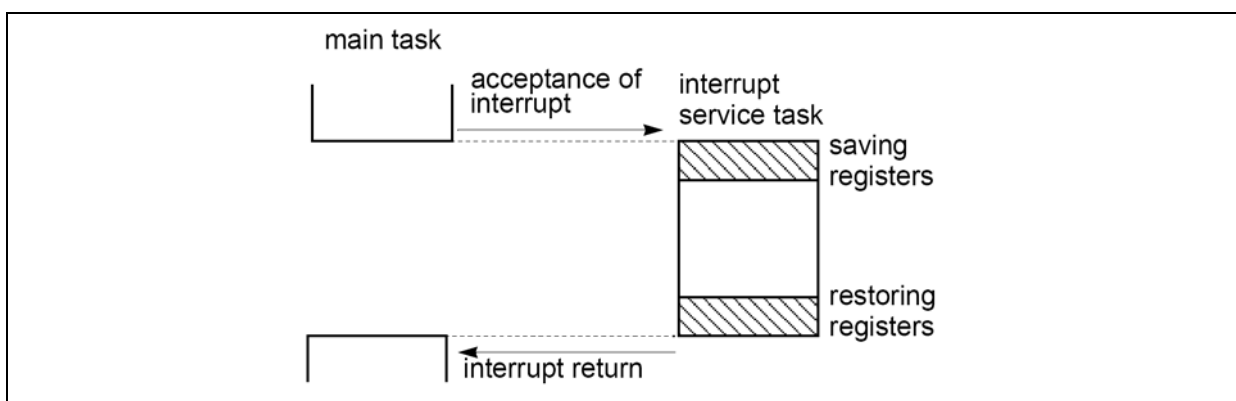 main task
acceptance of
interrupt
interrupt
service task
saving
registers
restoring
registers
interrupt return